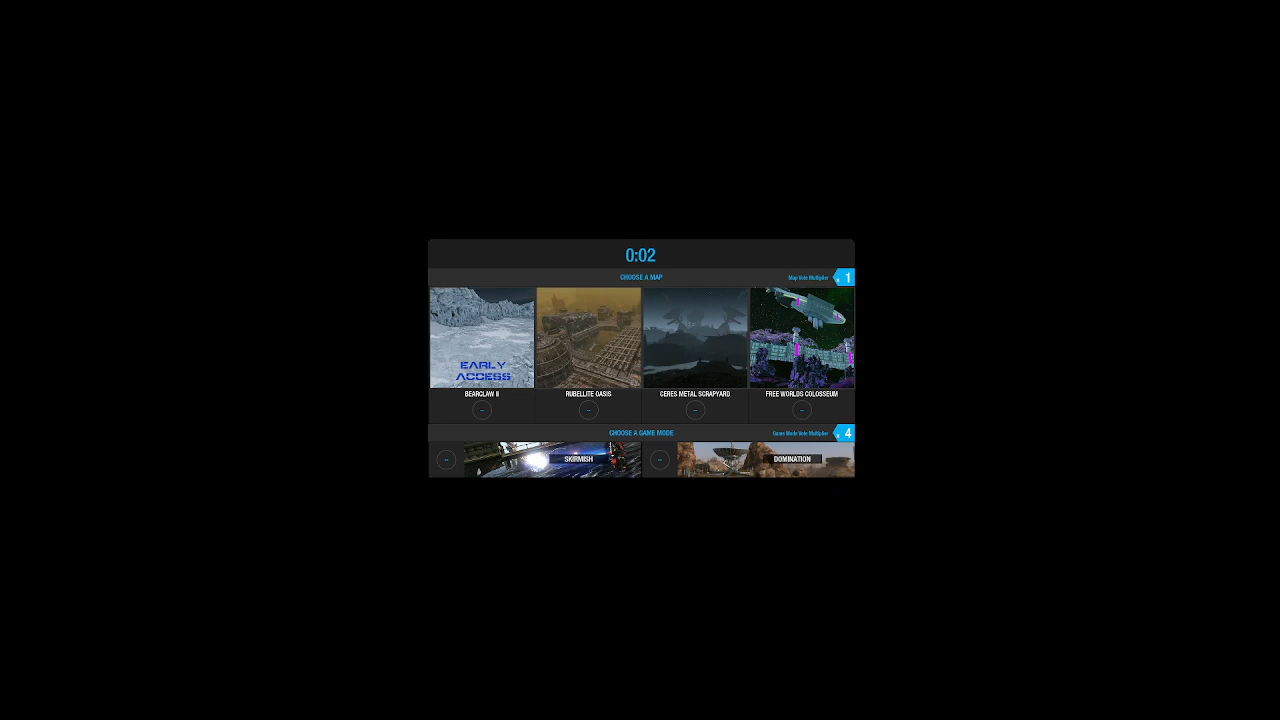 0:02
CHOOSE A MAP
Map Vote Multiplier
x 1
EARLY
ACCESS
BEARCLAW II
RUBELLITE OASIS
CERES METAL SCRAPYARD
FREE WORLDS COLOSSEUM
--
--
--
--
CHOOSE A GAME MODE
Game Mode Vote Multiplier
x 4
--
SKIRMISH
--
DOMINATION